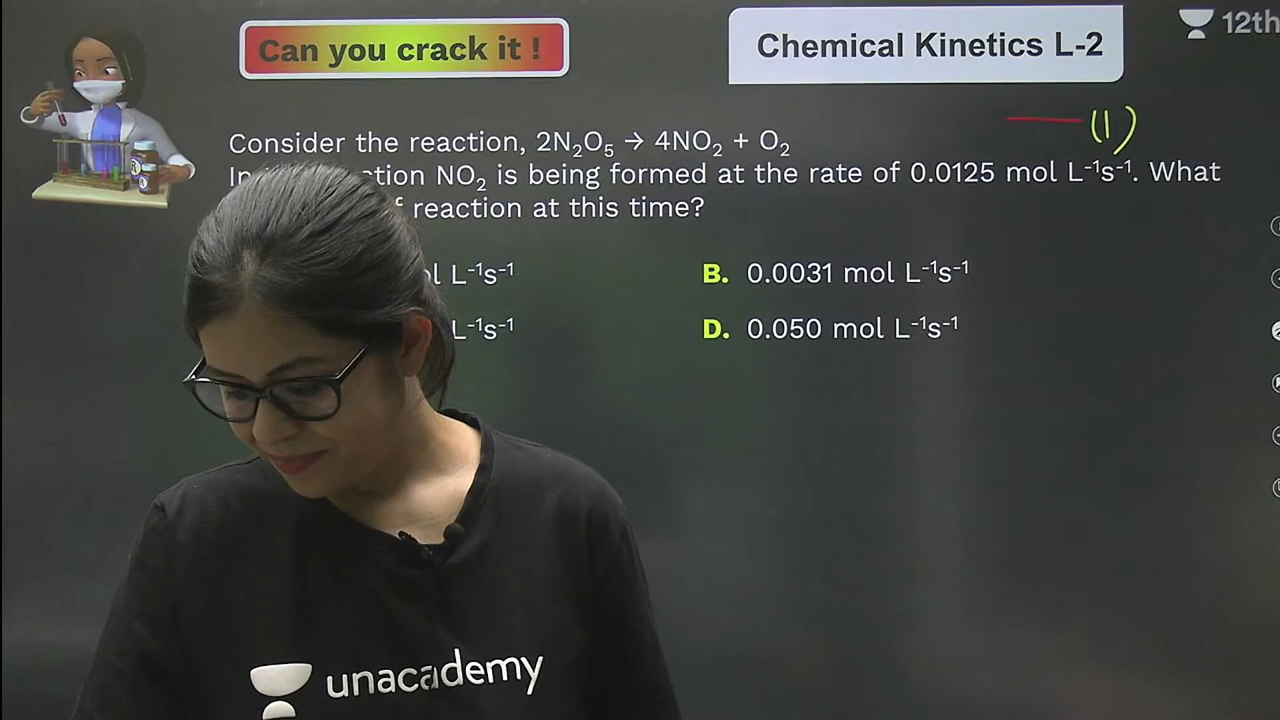 Can you crack it !
Chemical Kinetics L-2
12th
(1)
Consider the reaction, 2N₂O₅ → 4NO₂ + O₂
ction NO₂ is being formed at the rate of 0.0125 mol L⁻¹s⁻¹. What
reaction at this time?
L⁻¹s⁻¹
B. 0.0031 mol L⁻¹s⁻¹
L⁻¹s⁻¹
D. 0.050 mol L⁻¹s⁻¹
unacademy